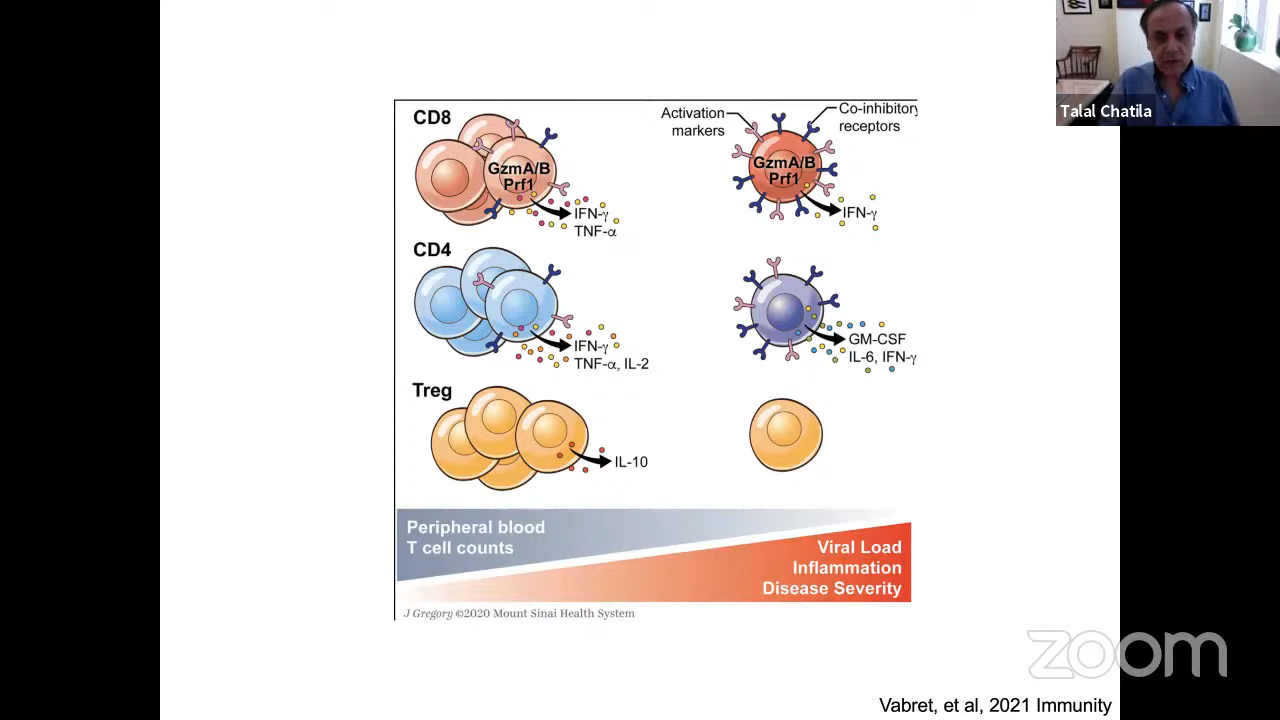 Talal Chatila
CD8
Activation
markers
Co-inhibitory
receptors
GzmA/B
Prf1
IFN-γ
TNF-α
GzmA/B
Prf1
IFN-γ
CD4
IFN-γ
TNF-α, IL-2
GM-CSF
IL-6, IFN-γ
Treg
IL-10
Peripheral blood
T cell counts
Viral Load
Inflammation
Disease Severity
J Gregory ©2020 Mount Sinai Health System
zoom
Vabret, et al, 2021 Immunity